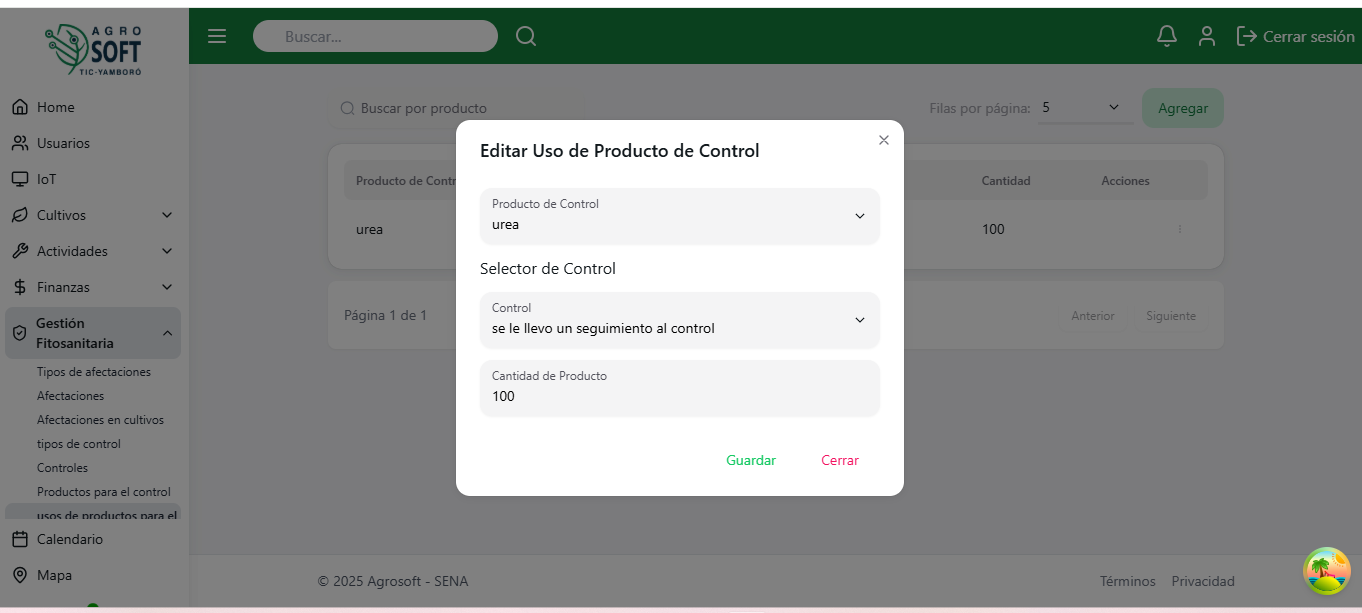 AGRO
SOFT
TIC-YAMBORÓ
Buscar...
Cerrar sesión
Home
Usuarios
IoT
Cultivos
Actividades
Finanzas
Gestión
Fitosanitaria
Tipos de afectaciones
Afectaciones
Afectaciones en cultivos
tipos de control
Controles
Productos para el control
usos de productos para el
Calendario
Mapa
Buscar por producto
Filas por página: 5
Agregar
Producto de Contr
Cantidad
Acciones
urea
100
Página 1 de 1
Anterior
Siguiente
Editar Uso de Producto de Control
Producto de Control
urea
Selector de Control
Control
se le llevo un seguimiento al control
Cantidad de Producto
100
Guardar
Cerrar
© 2025 Agrosoft - SENA
Términos
Privacidad